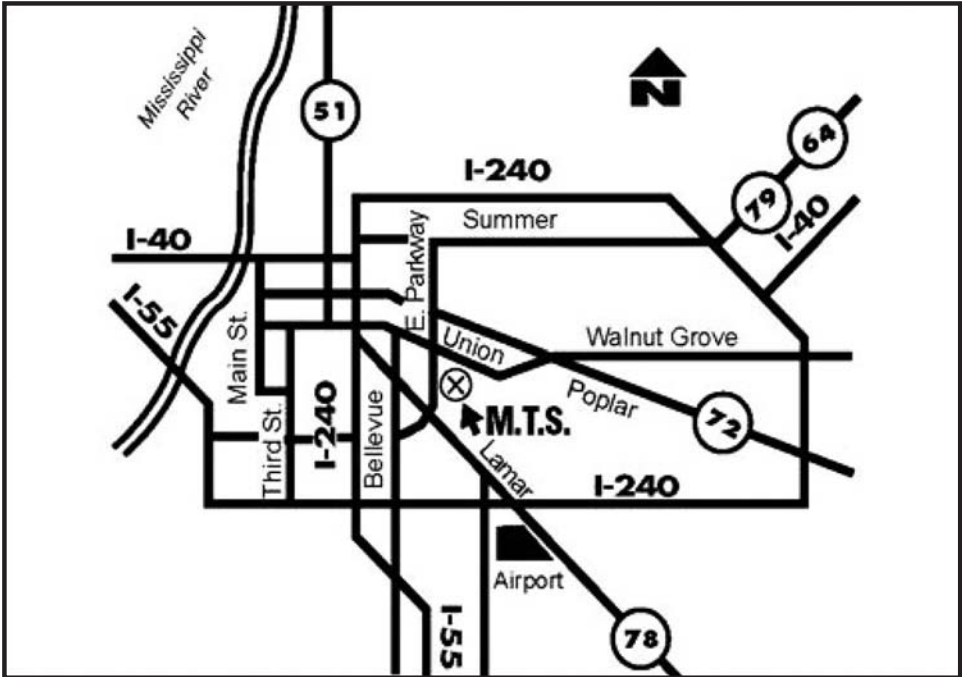 Mississippi
River
51
N
64
79
I-40
I-240
Summer
I-40
I-55
E. Parkway
Main St.
Union
Walnut Grove
Poplar
72
M.T.S.
Third St.
I-240
Bellevue
Lamar
I-240
Airport
I-55
78